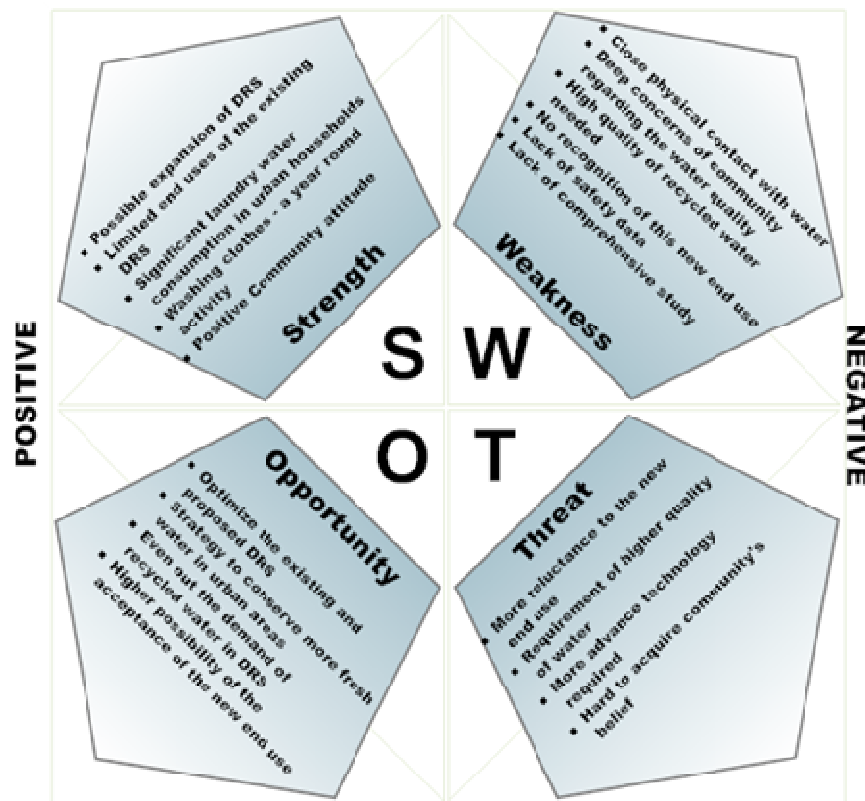 POSITIVE
NEGATIVE
Possible expansion of DRS
Limited end uses of the existing
DRS
Significant laundry water
consumption in urban households
Washing clothes - a year round
activity
Positive Community attitude
Strength
S
Close physical contact with water
Deep concerns of community
regarding the water quality
High quality of recycled water
needed
No recognition of this new end use
Lack of safety data
Lack of comprehensive study
Weakness
W
O
Opportunity
Optimize the existing and
proposed DRS
strategy to conserve more fresh
water in urban areas
Even out the demand of
recycled water in DRS
Higher possibility of the
acceptance of the new end use
T
Threat
More reluctance to the new
end use
Requirement of higher quality
of water
More advance technology
required
Hard to acquire community's
belief